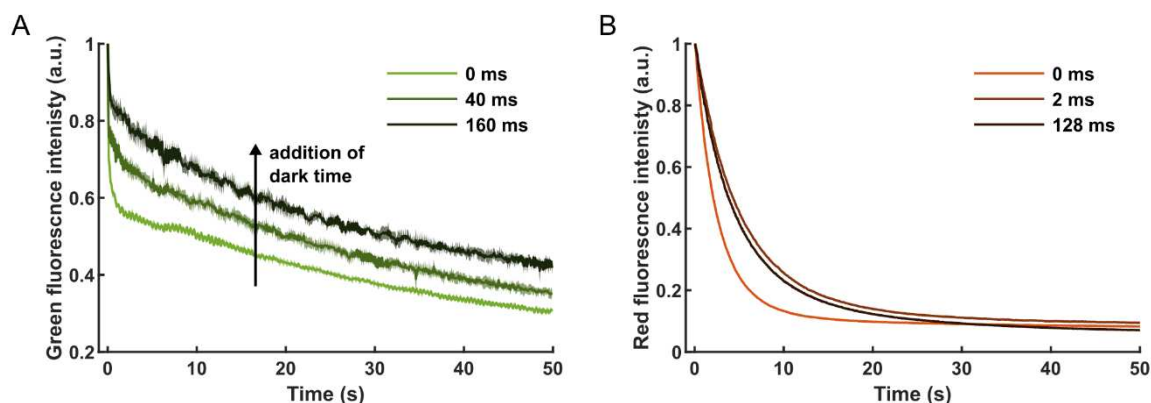 A
Green fluorescnce intenisty (a.u.)
1
0.8
0.6
0.4
0.2
0 ms
40 ms
160 ms
addition of
dark time
0
10
20
30
40
50
Time (s)
B
Red fluorescnce intenisty (a.u.)
1
0.8
0.6
0.4
0.2
0
0 ms
2 ms
128 ms
0
10
20
30
40
50
Time (s)